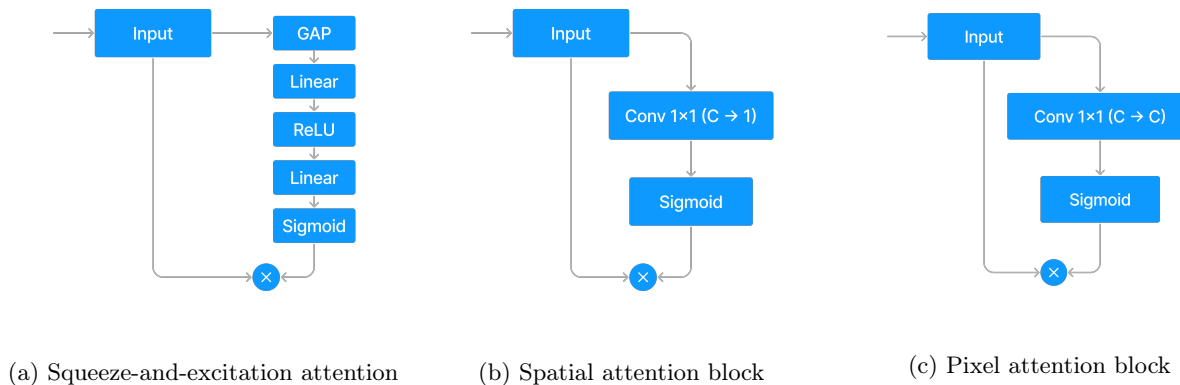 Input
GAP
Linear
ReLU
Linear
Sigmoid
×
(a) Squeeze-and-excitation attention
Input
Conv 1×1 (C → 1)
Sigmoid
×
(b) Spatial attention block
Input
Conv 1×1 (C → C)
Sigmoid
×
(c) Pixel attention block